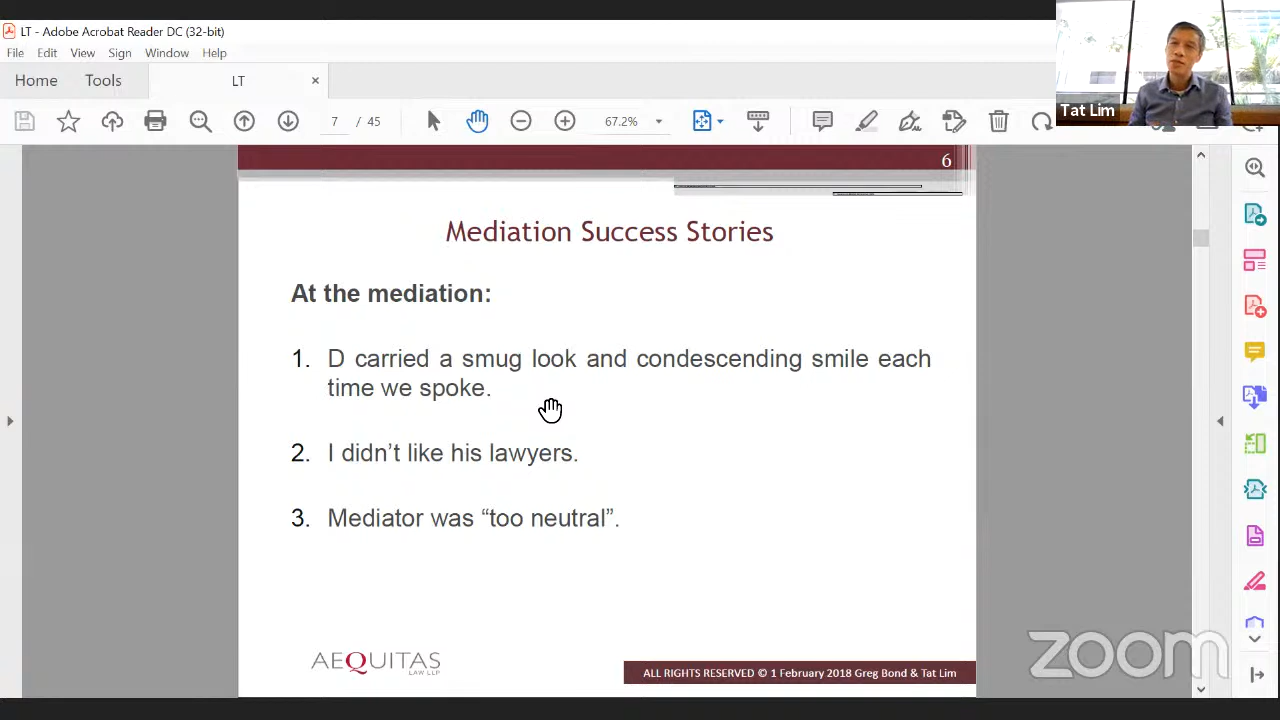 LT - Adobe Acrobat Reader DC (32-bit)
File Edit View Sign Window Help
Home Tools LT ×
7 / 45 67.2%
Tat Lim
6
Mediation Success Stories
At the mediation:
1. D carried a smug look and condescending smile each
time we spoke.
2. I didn’t like his lawyers.
3. Mediator was “too neutral”.
AEQUITAS
LAW LLP
ALL RIGHTS RESERVED © 1 February 2018 Greg Bond & Tat Lim
zoom